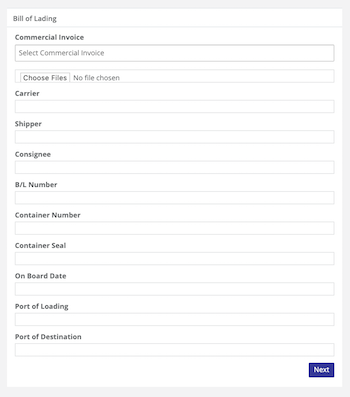 Bill of Lading
Commercial Invoice
Select Commercial Invoice
Choose Files No file chosen
Carrier
Shipper
Consignee
B/L Number
Container Number
Container Seal
On Board Date
Port of Loading
Port of Destination
Next